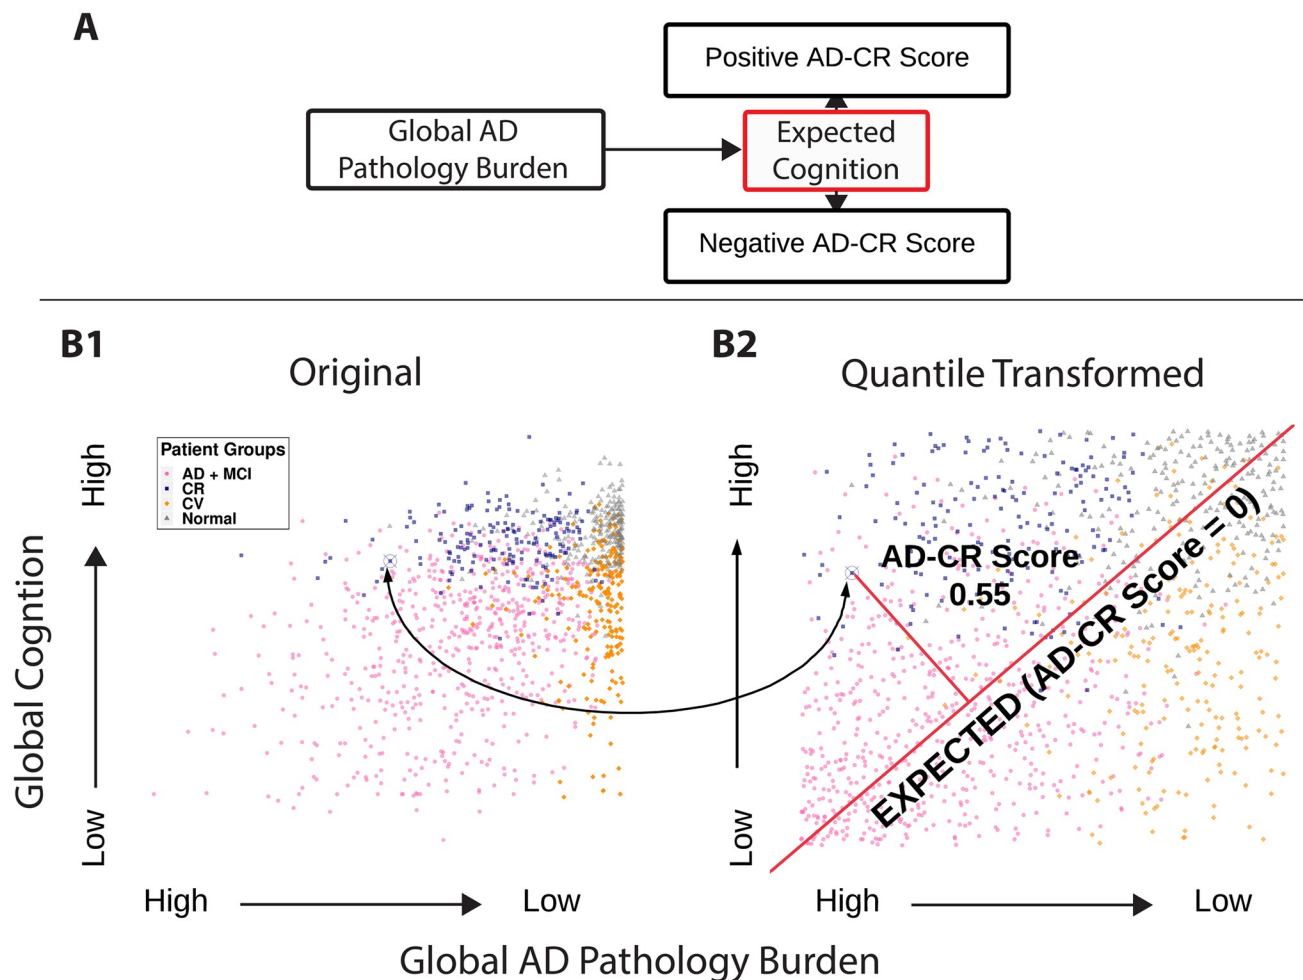 A
Positive AD-CR Score
Global AD
Pathology Burden
Expected
Cognition
Negative AD-CR Score
B1
Original
B2
Quantile Transformed
Global Cogntion
High
Low
Patient Groups
AD + MCI
CR
CV
Normal
High
Low
AD-CR Score
0.55
EXPECTED (AD-CR Score = 0)
High
Low
High
Low
Global AD Pathology Burden